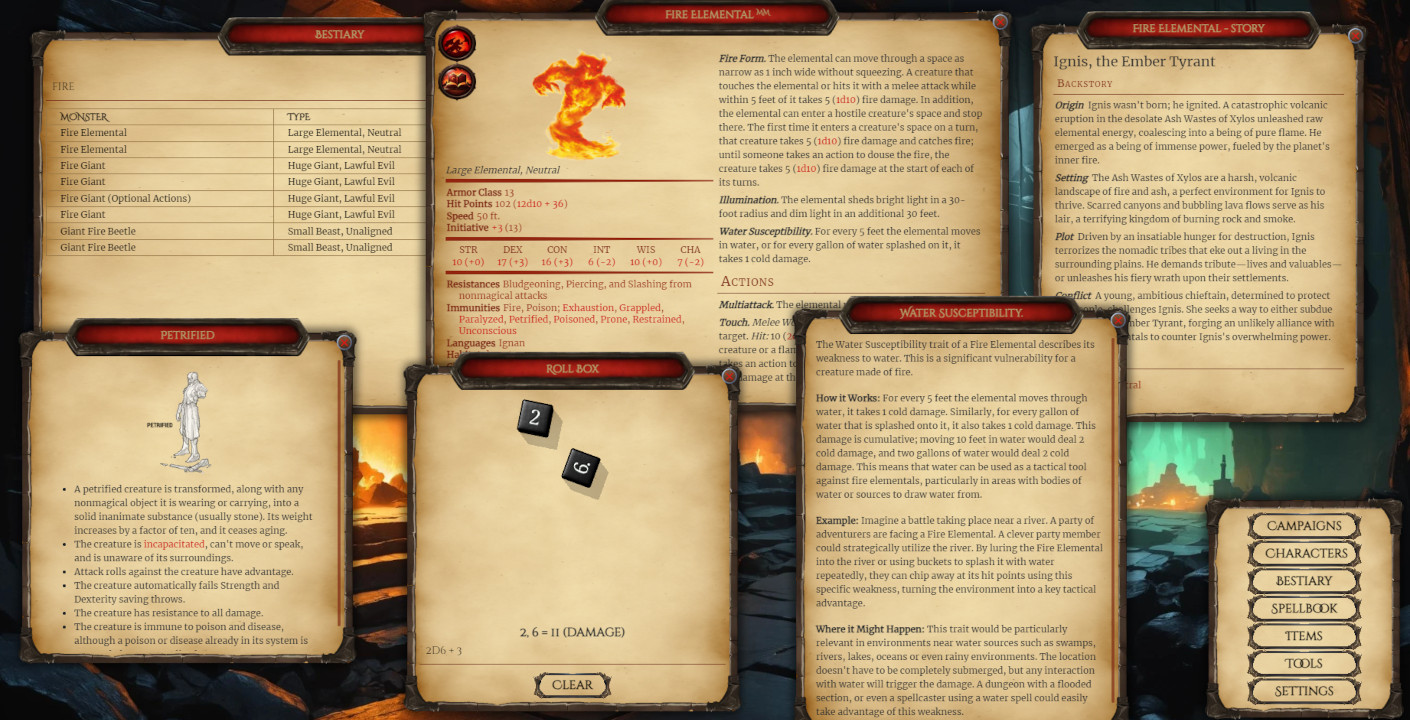 BESTIARY
FIRE
MONSTER TYPE
Fire Elemental Large Elemental, Neutral
Fire Elemental Large Elemental, Neutral
Fire Giant Huge Giant, Lawful Evil
Fire Giant Huge Giant, Lawful Evil
Fire Giant (Optional Actions) Huge Giant, Lawful Evil
Fire Giant Huge Giant, Lawful Evil
Giant Fire Beetle Small Beast, Unaligned
Giant Fire Beetle Small Beast, Unaligned
FIRE ELEMENTAL MM
Large Elemental, Neutral
Armor Class 13
Hit Points 102 (12d10 + 36)
Speed 50 ft.
Initiative +3 (13)
STR DEX CON INT WIS CHA
10 (+0) 17 (+3) 16 (+3) 6 (-2) 10 (+0) 7 (-2)
Resistances Bludgeoning, Piercing, and Slashing from
nonmagical attacks
Immunities Fire, Poison; Exhaustion, Grappled,
Paralyzed, Petrified, Poisoned, Prone, Restrained,
Unconscious
Languages Ignan
Fire Form. The elemental can move through a space as
narrow as 1 inch wide without squeezing. A creature that
touches the elemental or hits it with a melee attack while
within 5 feet of it takes 5 (1d10) fire damage. In addition,
the elemental can enter a hostile creature's space and stop
there. The first time it enters a creature's space on a turn,
that creature takes 5 (1d10) fire damage and catches fire;
until someone takes an action to douse the fire, the
creature takes 5 (1d10) fire damage at the start of each of
its turns.
Illumination. The elemental sheds bright light in a 30-
foot radius and dim light in an additional 30 feet.
Water Susceptibility. For every 5 feet the elemental moves
in water, or for every gallon of water splashed on it, it
takes 1 cold damage.
ACTIONS
Multiattack. The elemental
Touch. Melee
target. Hit: 10
creature or a
takes an action to
damage at
FIRE ELEMENTAL - STORY
Ignis, the Ember Tyrant
BACKSTORY
Origin Ignis wasn't born; he ignited. A catastrophic volcanic
eruption in the desolate Ash Wastes of Xylos unleashed raw
elemental energy, coalescing into a being of pure flame. He
emerged as a being of immense power, fueled by the planet's
inner fire.
Setting The Ash Wastes of Xylos are a harsh, volcanic
landscape of fire and ash, a perfect environment for Ignis to
thrive. Scarred canyons and bubbling lava flows serve as his
lair, a terrifying kingdom of burning rock and smoke.
Plot Driven by an insatiable hunger for destruction, Ignis
terrorizes the nomadic tribes that eke out a living in the
surrounding plains. He demands tribute—lives and valuables—
or unleashes his fiery wrath upon their settlements.
Conflict A young, ambitious chieftain, determined to protect
challenges Ignis. She seeks a way to either subdue
Ember Tyrant, forging an unlikely alliance with
to counter Ignis's overwhelming power.
PETRIFIED
PETRIFIED
• A petrified creature is transformed, along with any
nonmagical object it is wearing or carrying, into a
solid inanimate substance (usually stone). Its weight
increases by a factor of ten, and it ceases aging.
• The creature is incapacitated, can't move or speak,
and is unaware of its surroundings.
• Attack rolls against the creature have advantage.
• The creature automatically fails Strength and
Dexterity saving throws.
• The creature has resistance to all damage.
• The creature is immune to poison and disease,
although a poison or disease already in its system is
ROLL BOX
2
6.
2, 6 = 11 (DAMAGE)
2D6 + 3
CLEAR
WATER SUSCEPTIBILITY.
The Water Susceptibility trait of a Fire Elemental describes its
weakness to water. This is a significant vulnerability for a
creature made of fire.
How it Works: For every 5 feet the elemental moves through
water, it takes 1 cold damage. Similarly, for every gallon of
water that is splashed onto it, it also takes 1 cold damage. This
damage is cumulative; moving 10 feet in water would deal 2
cold damage, and two gallons of water would deal 2 cold
damage. This means that water can be used as a tactical tool
against fire elementals, particularly in areas with bodies of
water or sources to draw water from.
Example: Imagine a battle taking place near a river. A party of
adventurers are facing a Fire Elemental. A clever party member
could strategically utilize the river. By luring the Fire Elemental
into the river or using buckets to splash it with water
repeatedly, they can chip away at its hit points using this
specific weakness, turning the environment into a key tactical
advantage.
Where it Might Happen: This trait would be particularly
relevant in environments near water sources such as swamps,
rivers, lakes, oceans or even rainy environments. The location
doesn't have to be completely submerged, but any interaction
with water will trigger the damage. A dungeon with a flooded
section, or even a spellcaster using a water spell could easily
take advantage of this weakness.
CAMPAIGNS
CHARACTERS
BESTIARY
SPELLBOOK
ITEMS
TOOLS
SETTINGS